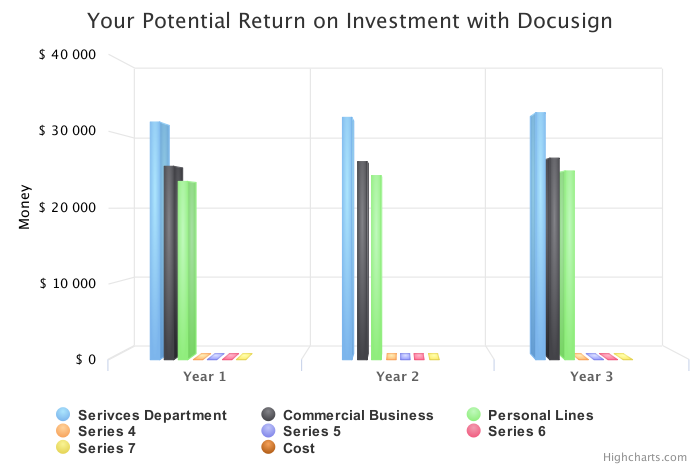 Your Potential Return on Investment with Docusign
$ 40 000
$ 30 000
$ 20 000
$ 10 000
$ 0
Money
Year 1 Year 2 Year 3
Serivces Department Commercial Business Personal Lines
Series 4 Series 5 Series 6
Series 7 Cost
Highcharts.com